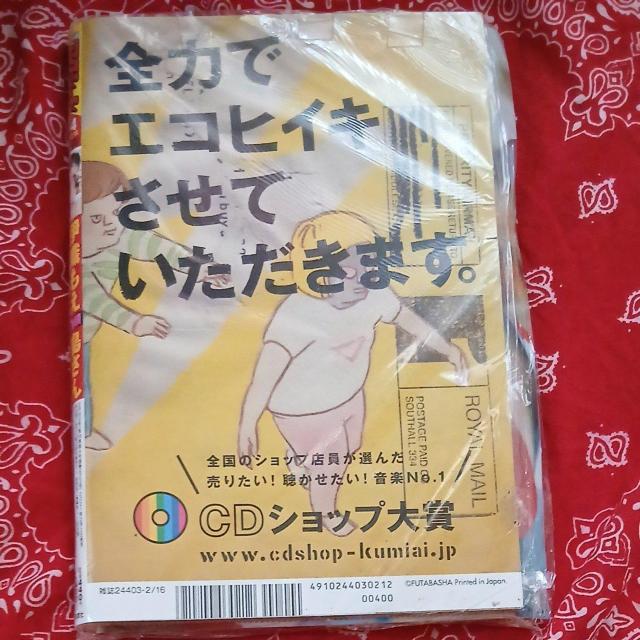 全力で
エコヒイキ
させて
いただきます。
ROYAL MAIL
POSTAGE PAID
SOUTHALL 334
全国のショップ店員が選んだ
売りたい!聴かせたい!音楽No.1
CDショップ大賞
www.cdshop-kumiai.jp
雑誌24403-2/16
4910244030212
00400
©FUTABASHA Printed in Japan.